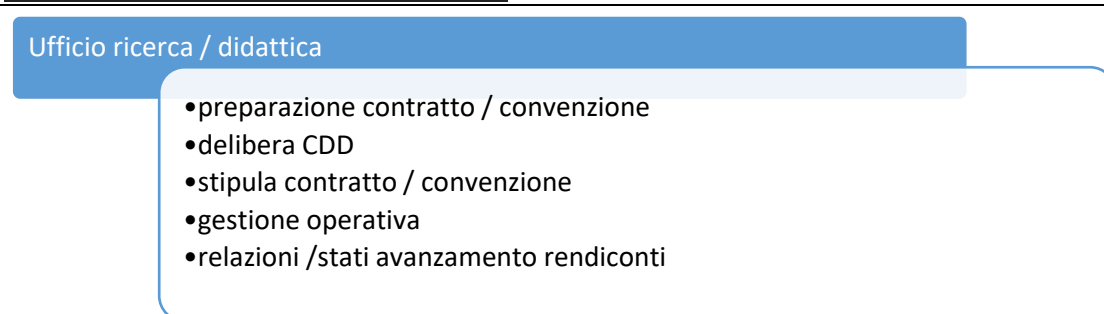 Ufficio ricerca / didattica
•preparazione contratto / convenzione
•delibera CDD
•stipula contratto / convenzione
•gestione operativa
•relazioni /stati avanzamento rendiconti